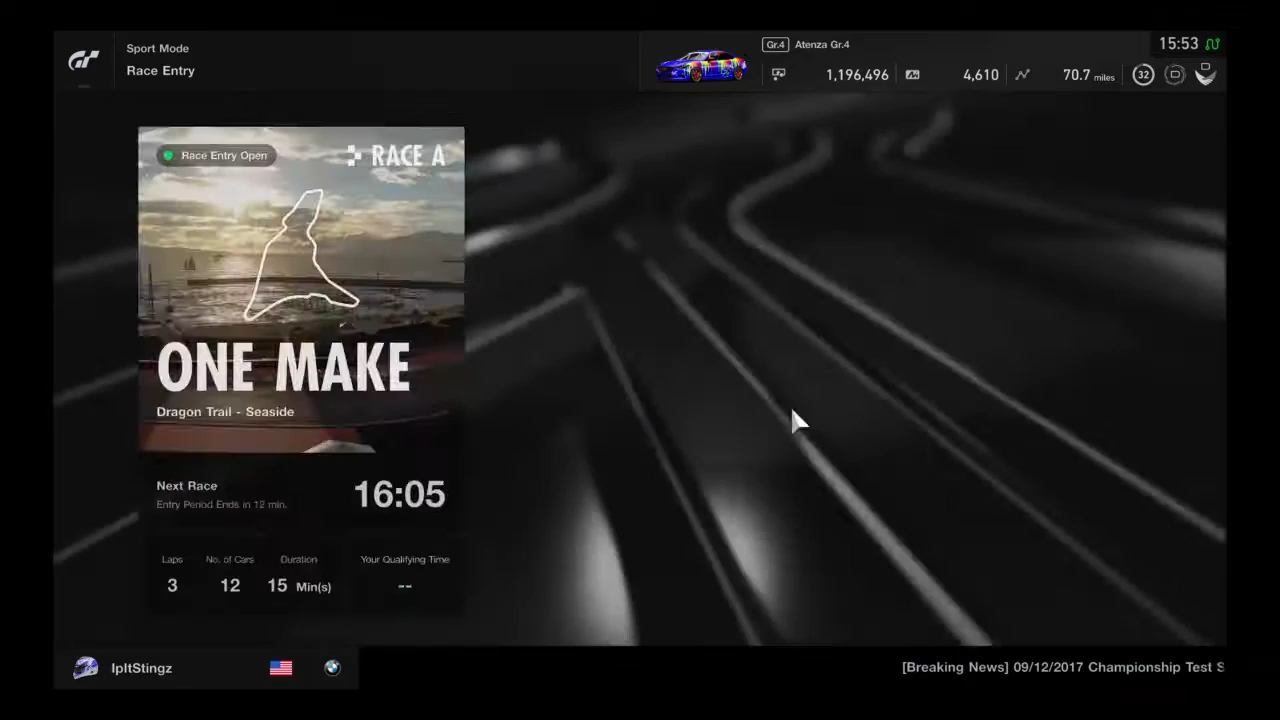 Sport Mode
Race Entry
Gr.4 Atenza Gr.4
1,196,496 4,610 70.7 miles 32
15:53
Race Entry Open
RACE A
ONE MAKE
Dragon Trail - Seaside
Next Race
Entry Period Ends in 12 min.
16:05
Laps No. of Cars Duration Your Qualifying Time
3 12 15 Min(s) --
IpItStingz
[Breaking News] 09/12/2017 Championship Test S